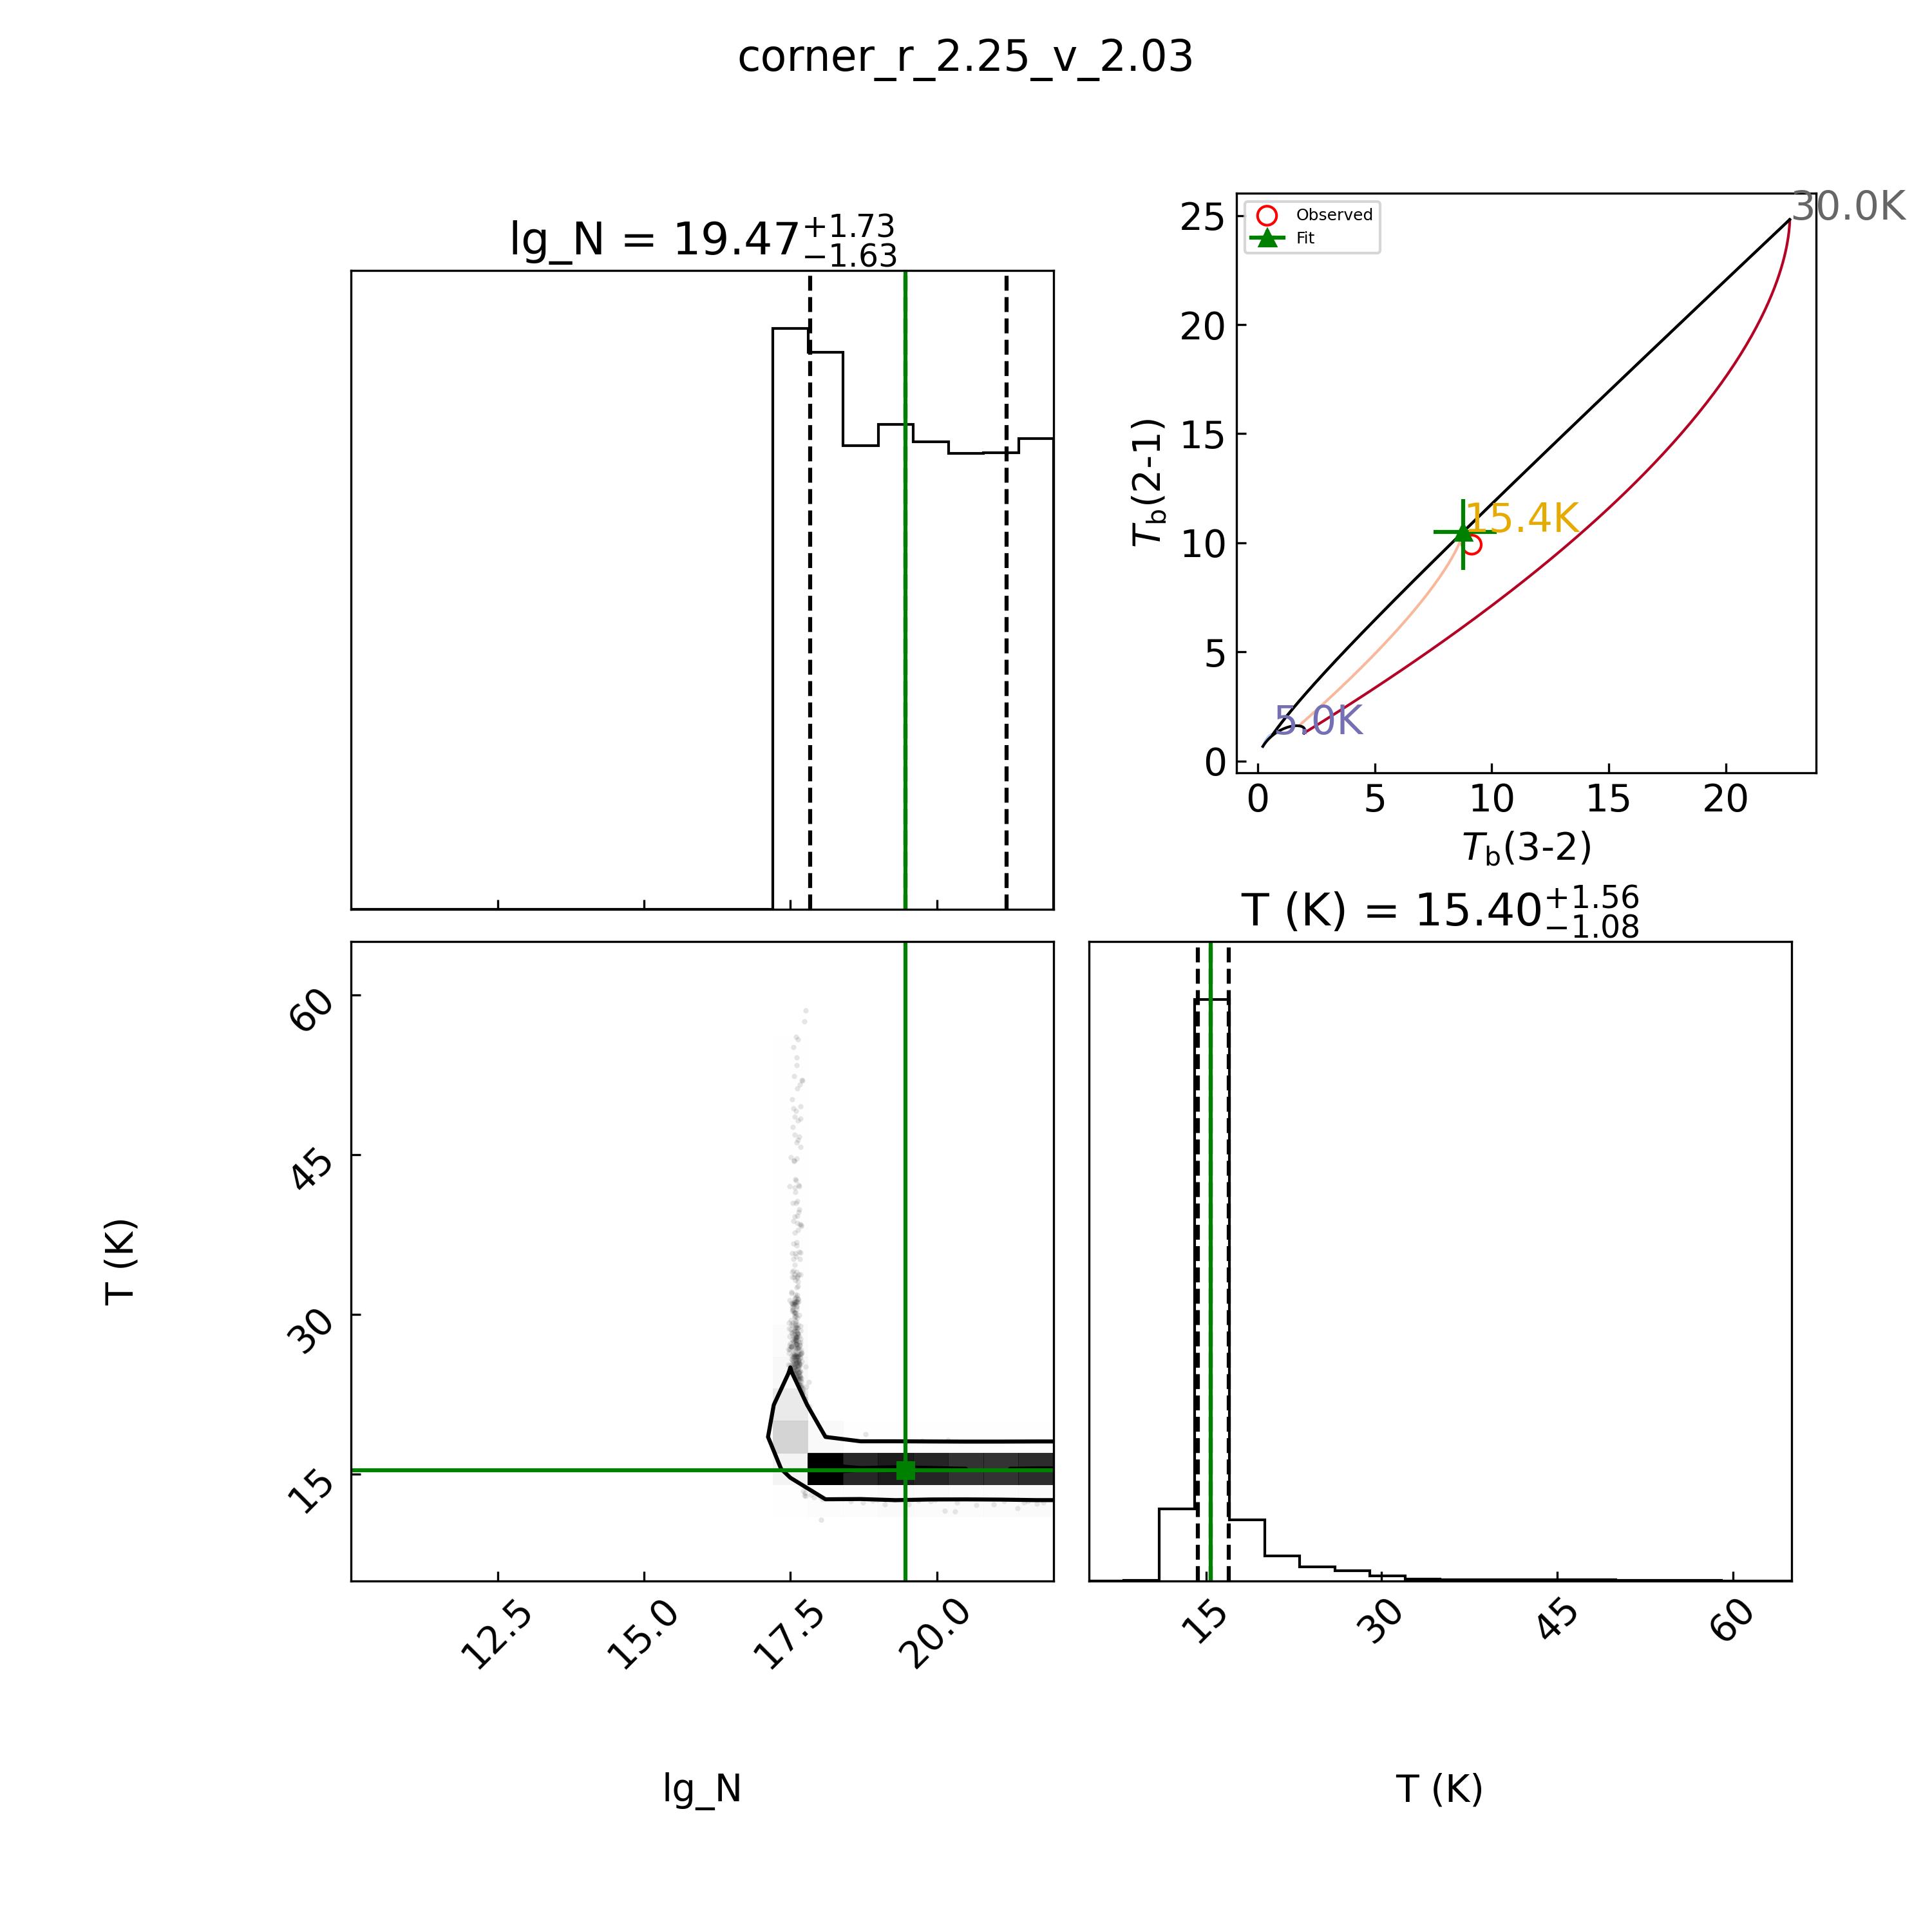 corner_r_2.25_v_2.03
lg_N = 19.47+1.73−1.63
25
20
15
10
5
0
Tb(2-1)
Observed
Fit
30.0K
15.4K
5.0K
0 5 10 15 20
Tb(3-2)
T (K) = 15.40+1.56−1.08
60
45
30
15
T (K)
12.5 15.0 17.5 20.0
lg_N
15 30 45 60
T (K)